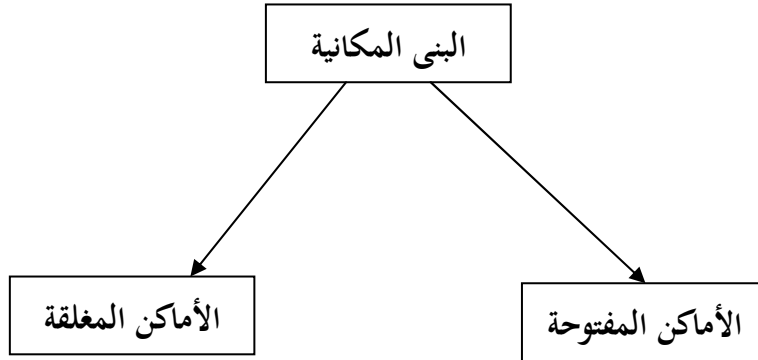 البنى المكانية
الأماكن المفتوحة
الأماكن المغلقة